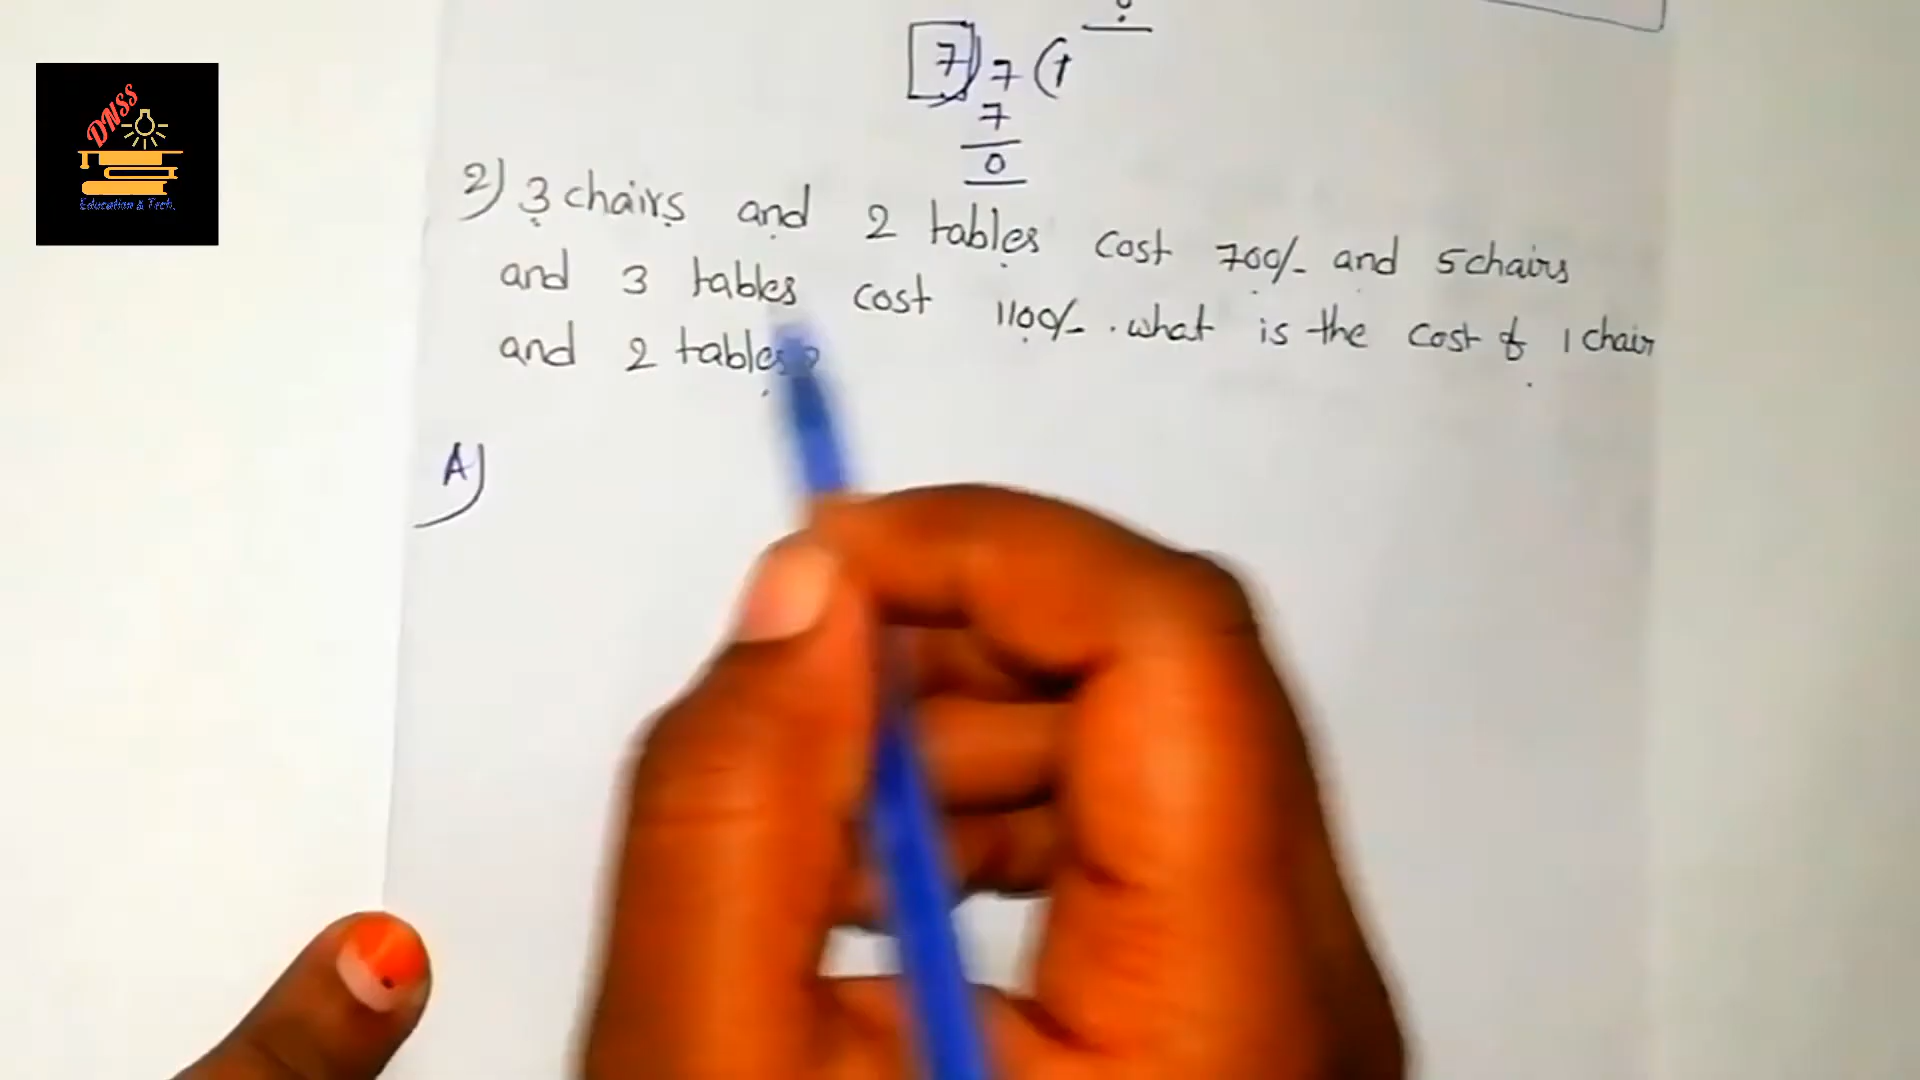 DNSS
Education & Tech.
7) 7 (1
7
0
2) 3 chairs and 2 tables cost 700/- and 5 chairs
and 3 tables cost 1100/-. what is the cost of 1 chair
and 2 tables?
A)